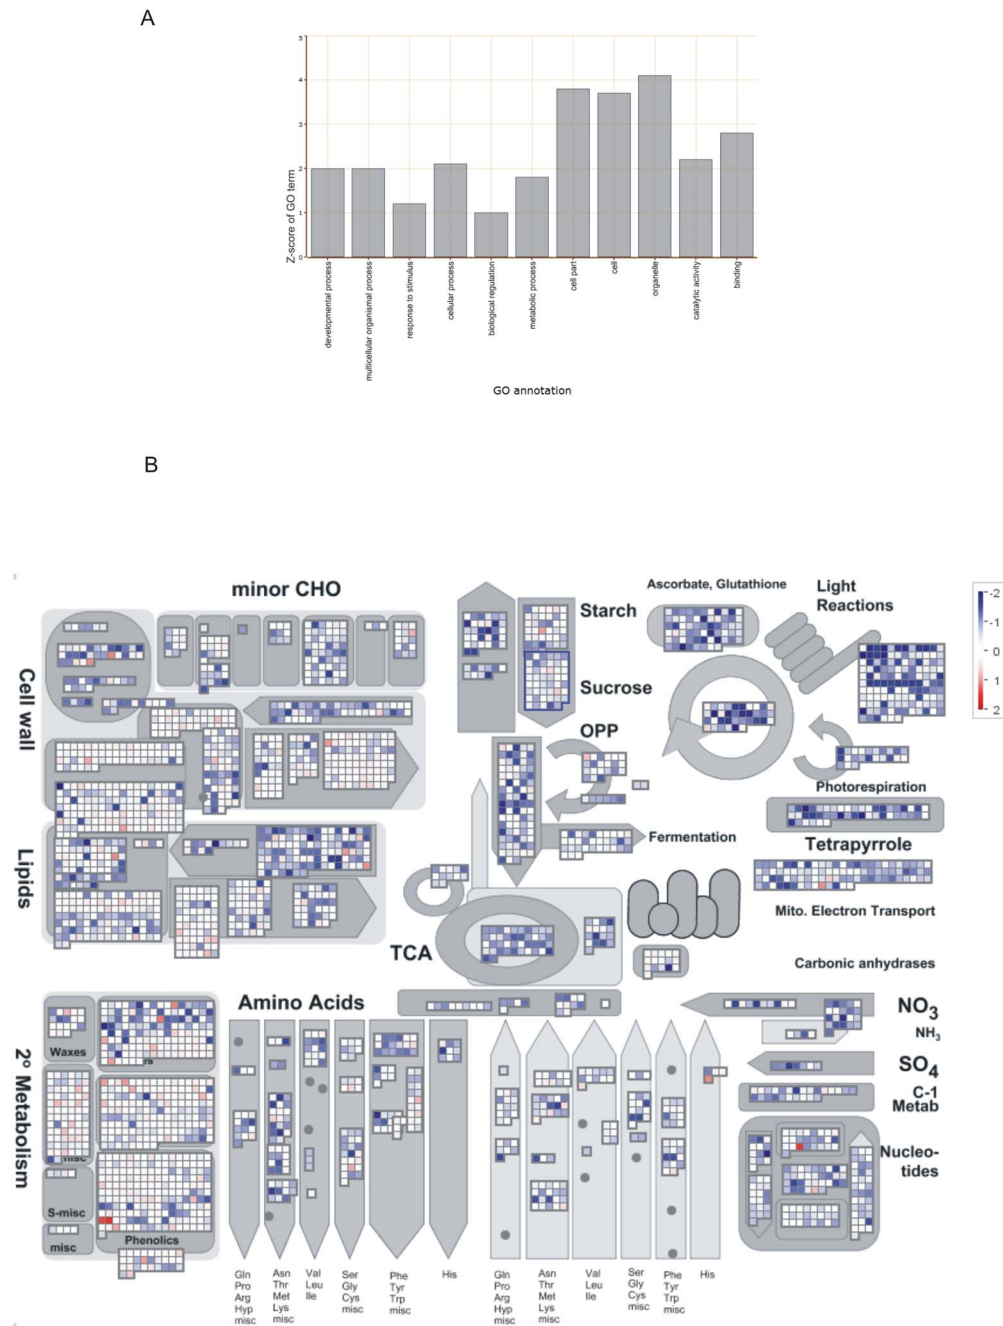 A
5
4
3
2
1
0
Z-score of GO term
developmental process
multicellular organismal process
response to stimulus
cellular process
biological regulation
metabolic process
cell part
cell
organelle
catalytic activity
binding
GO annotation
B
minor CHO
Cell wall
Lipids
Starch
Sucrose
OPP
Ascorbate, Glutathione
Light
Reactions
-2
-1
0
1
2
Photorespiration
Fermentation
Tetrapyrrole
Mito. Electron Transport
TCA
Carbonic anhydrases
Amino Acids
NO3
NH3
SO4
C-1
Metab
Nucleo-
tides
2° Metabolism
Waxes
misc
S-misc
misc
Phenolics
Gln
Pro
Arg
Hyp
misc
Asn
Thr
Met
Lys
misc
Val
Leu
Ile
Ser
Gly
Cys
misc
Phe
Tyr
Trp
misc
His
Gln
Pro
Arg
Hyp
misc
Asn
Thr
Met
Lys
misc
Val
Leu
Ile
Ser
Gly
Cys
misc
Phe
Tyr
Trp
misc
His